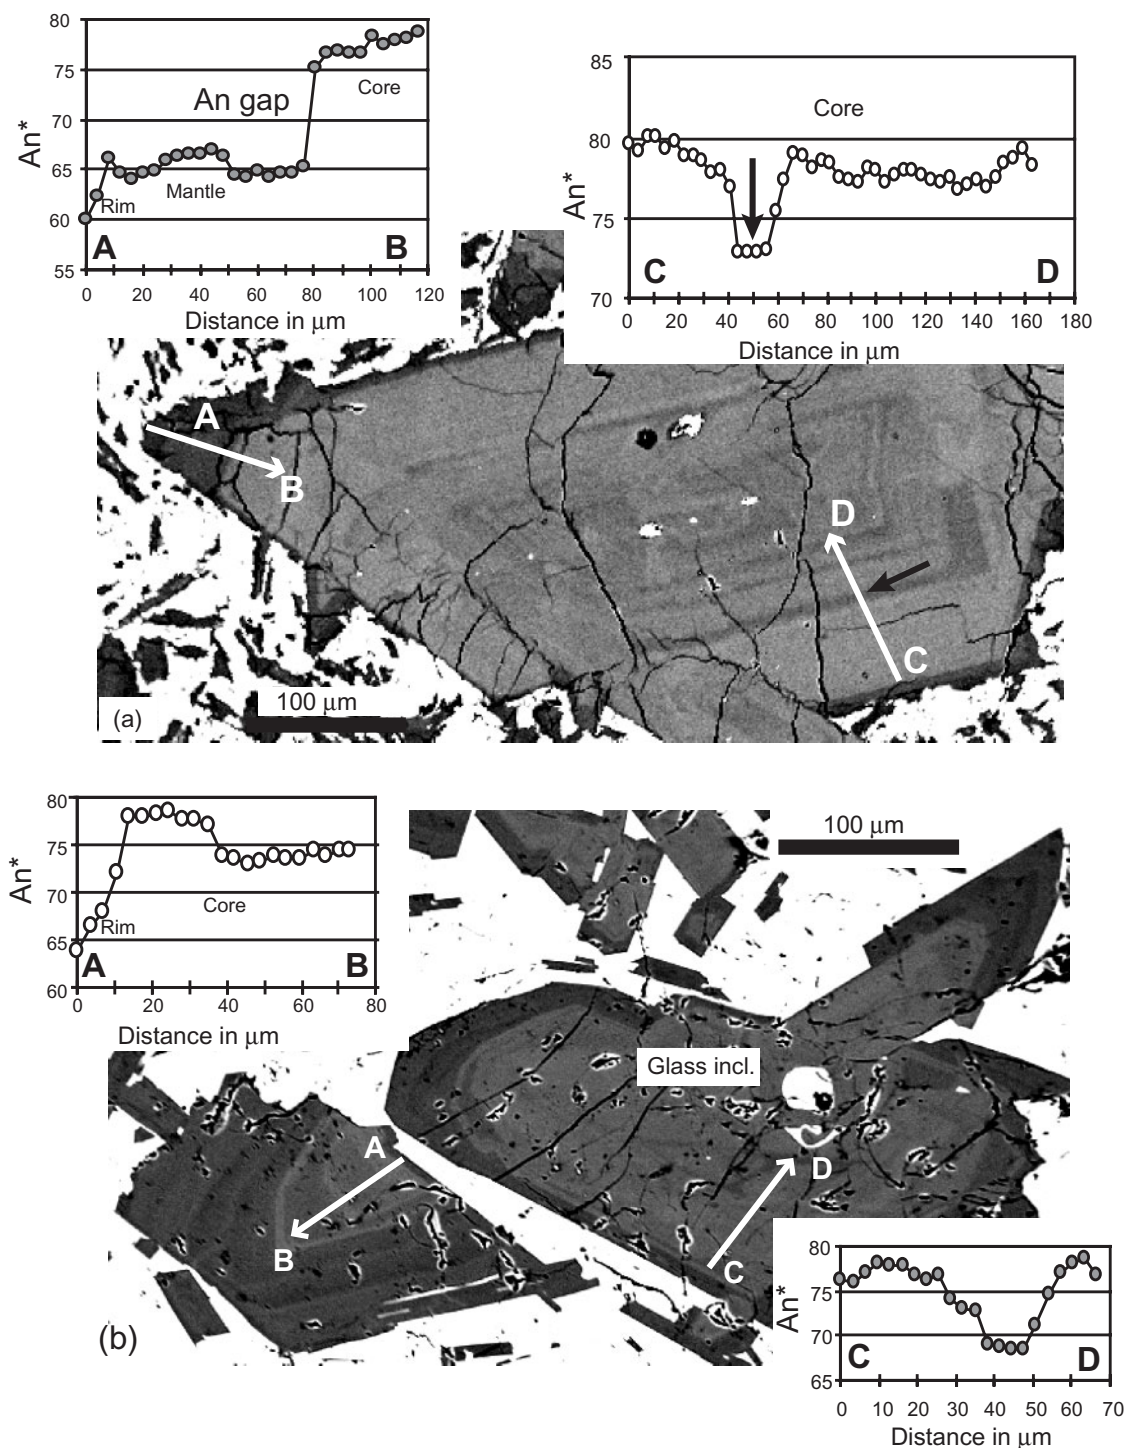 80
75
70
65
60
55
An*
An gap
Core
Mantle
Rim
A
B
0 20 40 60 80 100 120
Distance in μm
85
80
75
70
An*
Core
C
D
0 20 40 60 80 100 120 140 160 180
Distance in μm
A
B
D
C
100 μm
(a)
80
75
70
65
60
An*
Core
Rim
A
B
0 20 40 60 80
Distance in μm
100 μm
Glass incl.
A
B
D
C
(b)
80
75
70
65
An*
C
D
0 10 20 30 40 50 60 70
Distance in μm